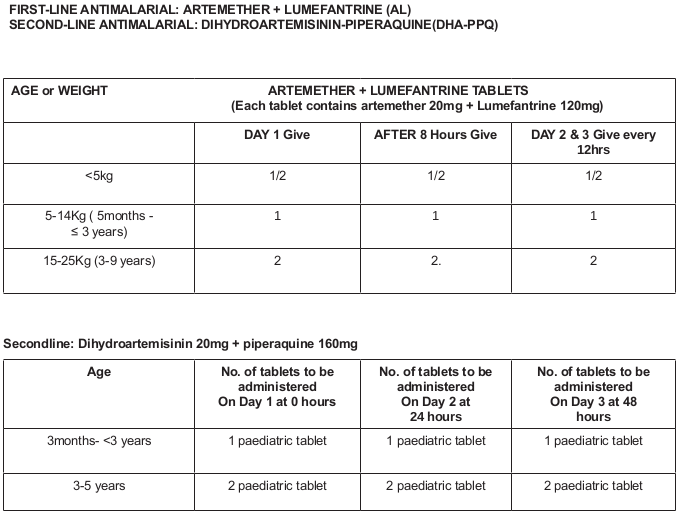 FIRST-LINE ANTIMALARIAL: ARTEMETHER + LUMEFANTRINE (AL)
SECOND-LINE ANTIMALARIAL: DIHYDROARTEMISININ-PIPERAQUINE(DHA-PPQ)
AGE or WEIGHT
ARTEMETHER + LUMEFANTRINE TABLETS
(Each tablet contains artemether 20mg + Lumefantrine 120mg)
DAY 1 Give
AFTER 8 Hours Give
DAY 2 & 3 Give every
12hrs
<5kg
1/2
1/2
1/2
5-14Kg ( 5months -
≤ 3 years)
1
1
1
15-25Kg (3-9 years)
2
2.
2
Secondline: Dihydroartemisinin 20mg + piperaquine 160mg
Age
No. of tablets to be
administered
On Day 1 at 0 hours
No. of tablets to be
administered
On Day 2 at
24 hours
No. of tablets to be
administered
On Day 3 at 48
hours
3months- <3 years
1 paediatric tablet
1 paediatric tablet
1 paediatric tablet
3-5 years
2 paediatric tablet
2 paediatric tablet
2 paediatric tablet